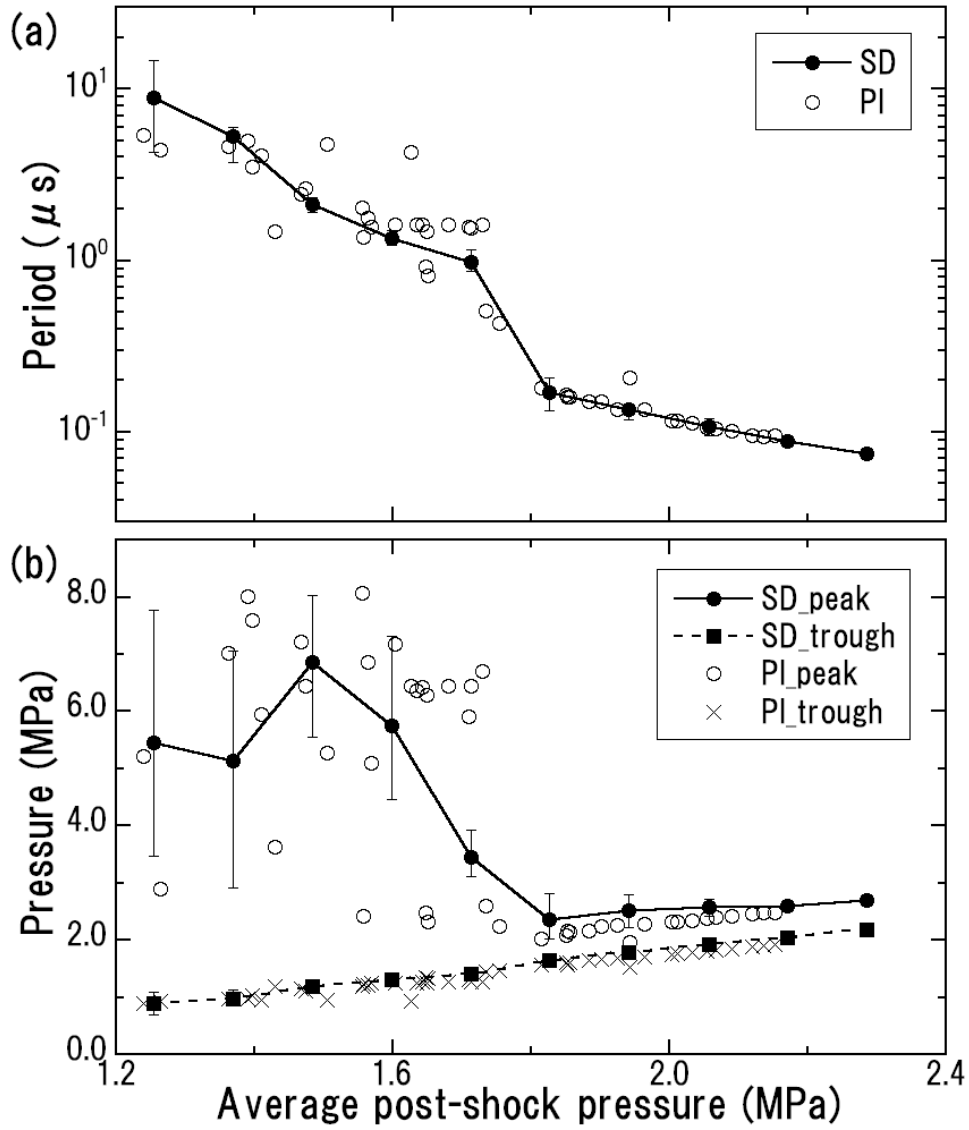 (a)
SD
PI
10¹
10⁰
10⁻¹
Period (μs)
(b)
SD_peak
SD_trough
PI_peak
PI_trough
8.0
6.0
4.0
2.0
0.0
Pressure (MPa)
1.2 1.6 2.0 2.4
Average post-shock pressure (MPa)